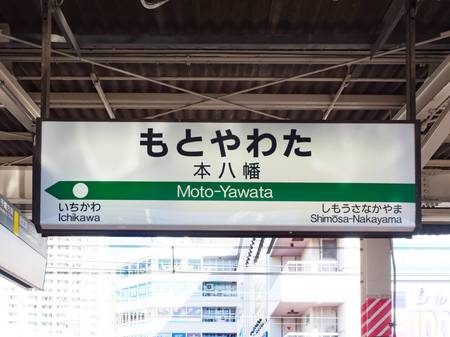 もとやわた
本八幡
Moto-Yawata
いちかわ
Ichikawa
しもうさなかやま
Shimōsa-Nakayama